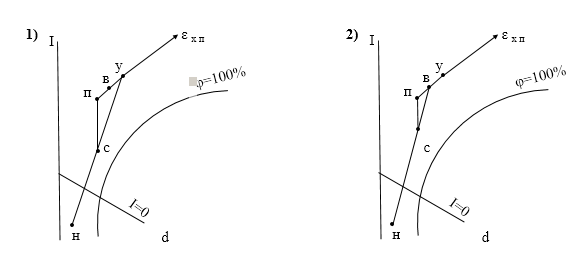 1)
I
ε х п
у
в
п
φ=100%
с
I=0
н
d
2)
I
ε х п
у
в
п
φ=100%
с
I=0
н
d